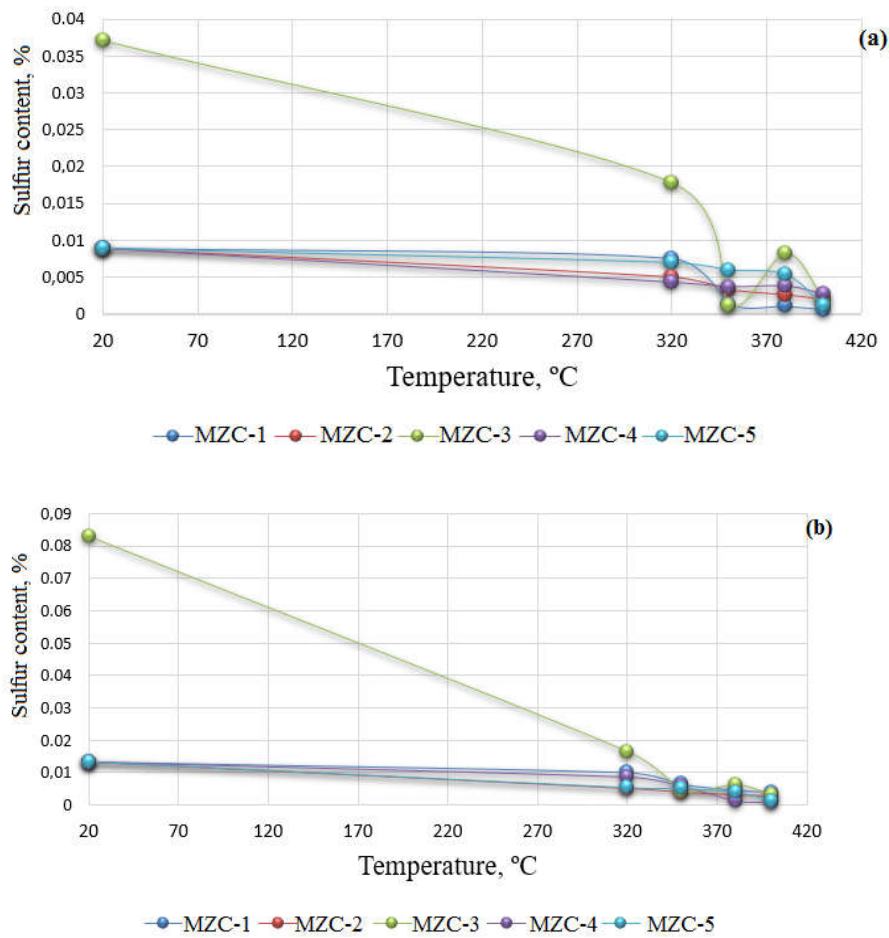 0.04
(a)
0.035
0.03
0.025
0.02
0.015
0.01
0,005
0
Sulfur content, %
20 70 120 170 220 270 320 370 420
Temperature, ºC
MZC-1 MZC-2 MZC-3 MZC-4 MZC-5
0,09
(b)
0.08
0.07
0.06
0.05
0.04
0.03
0.02
0.01
0
Sulfur content, %
20 70 120 170 220 270 320 370 420
Temperature, ºC
MZC-1 MZC-2 MZC-3 MZC-4 MZC-5